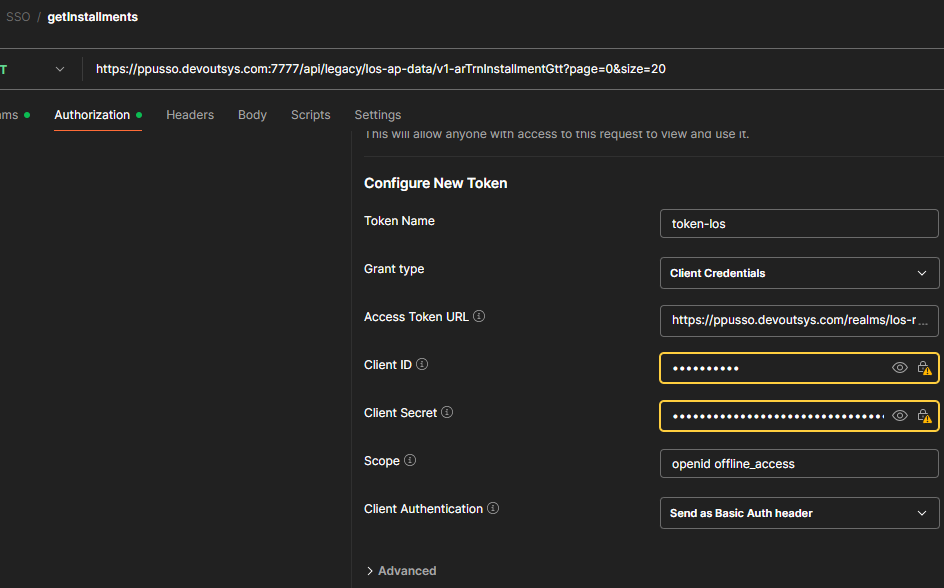 SSO / getInstallments
T https://ppusso.devoutsys.com:7777/api/legacy/los-ap-data/v1-arTrnInstallmentGtt?page=0&size=20
ms Authorization Headers Body Scripts Settings
This will allow anyone with access to this request to view and use it.
Configure New Token
Token Name token-los
Grant type Client Credentials
Access Token URL https://ppusso.devoutsys.com/realms/los-r...
Client ID ••••••••••
Client Secret ••••••••••••••••••••••••••••••••
Scope openid offline_access
Client Authentication Send as Basic Auth header
Advanced